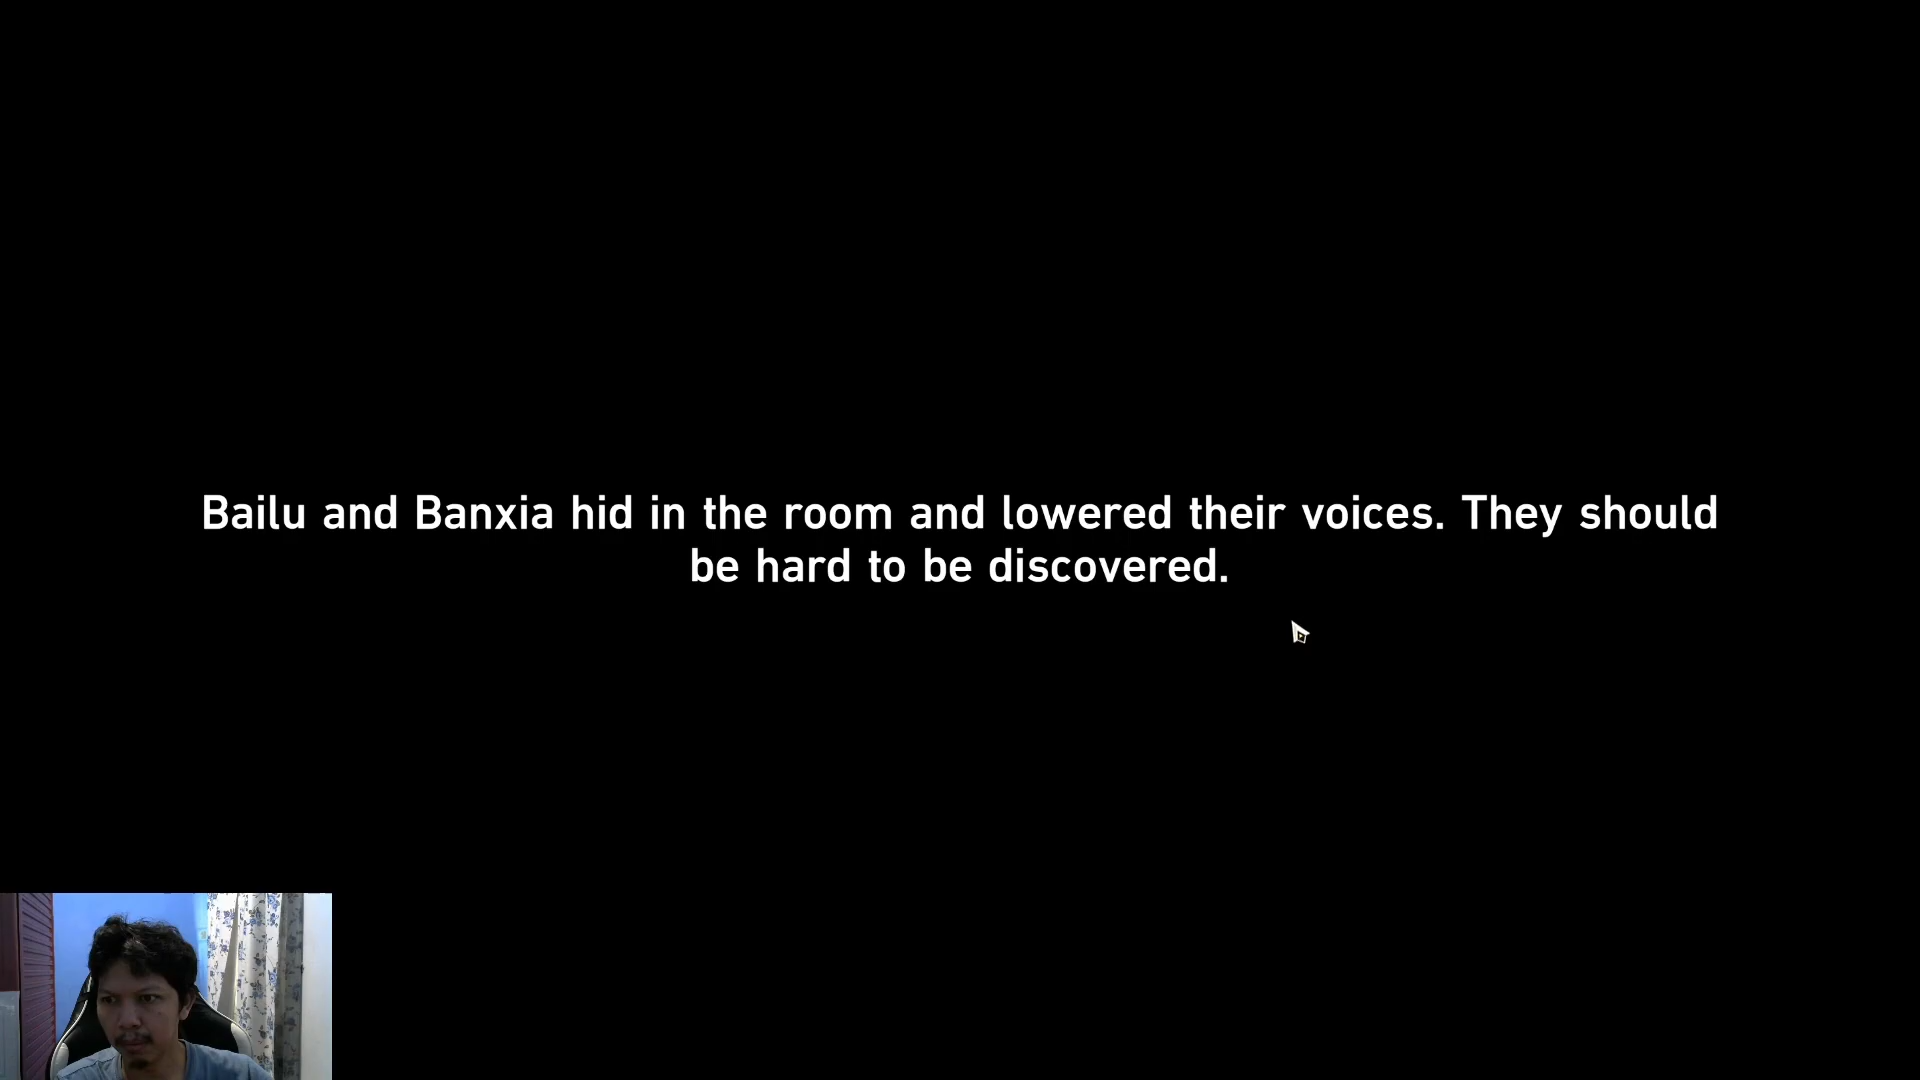 Bailu and Banxia hid in the room and lowered their voices. They should
be hard to be discovered.